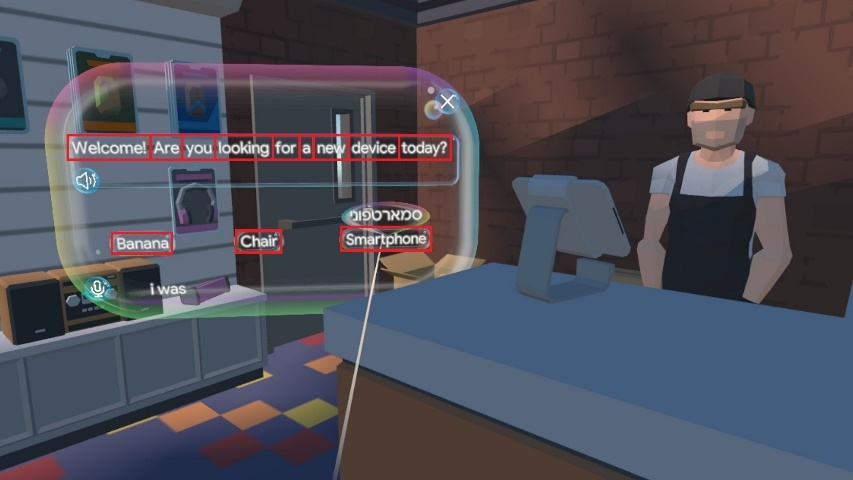 Welcome! Are you looking for a new device today?
סמארטפון
Banana Chair Smartphone
i was